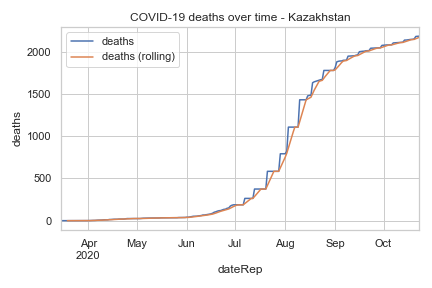 COVID-19 deaths over time - Kazakhstan
deaths
deaths (rolling)
deaths
2000
1500
1000
500
0
Apr
2020
May
Jun
Jul
Aug
Sep
Oct
dateRep